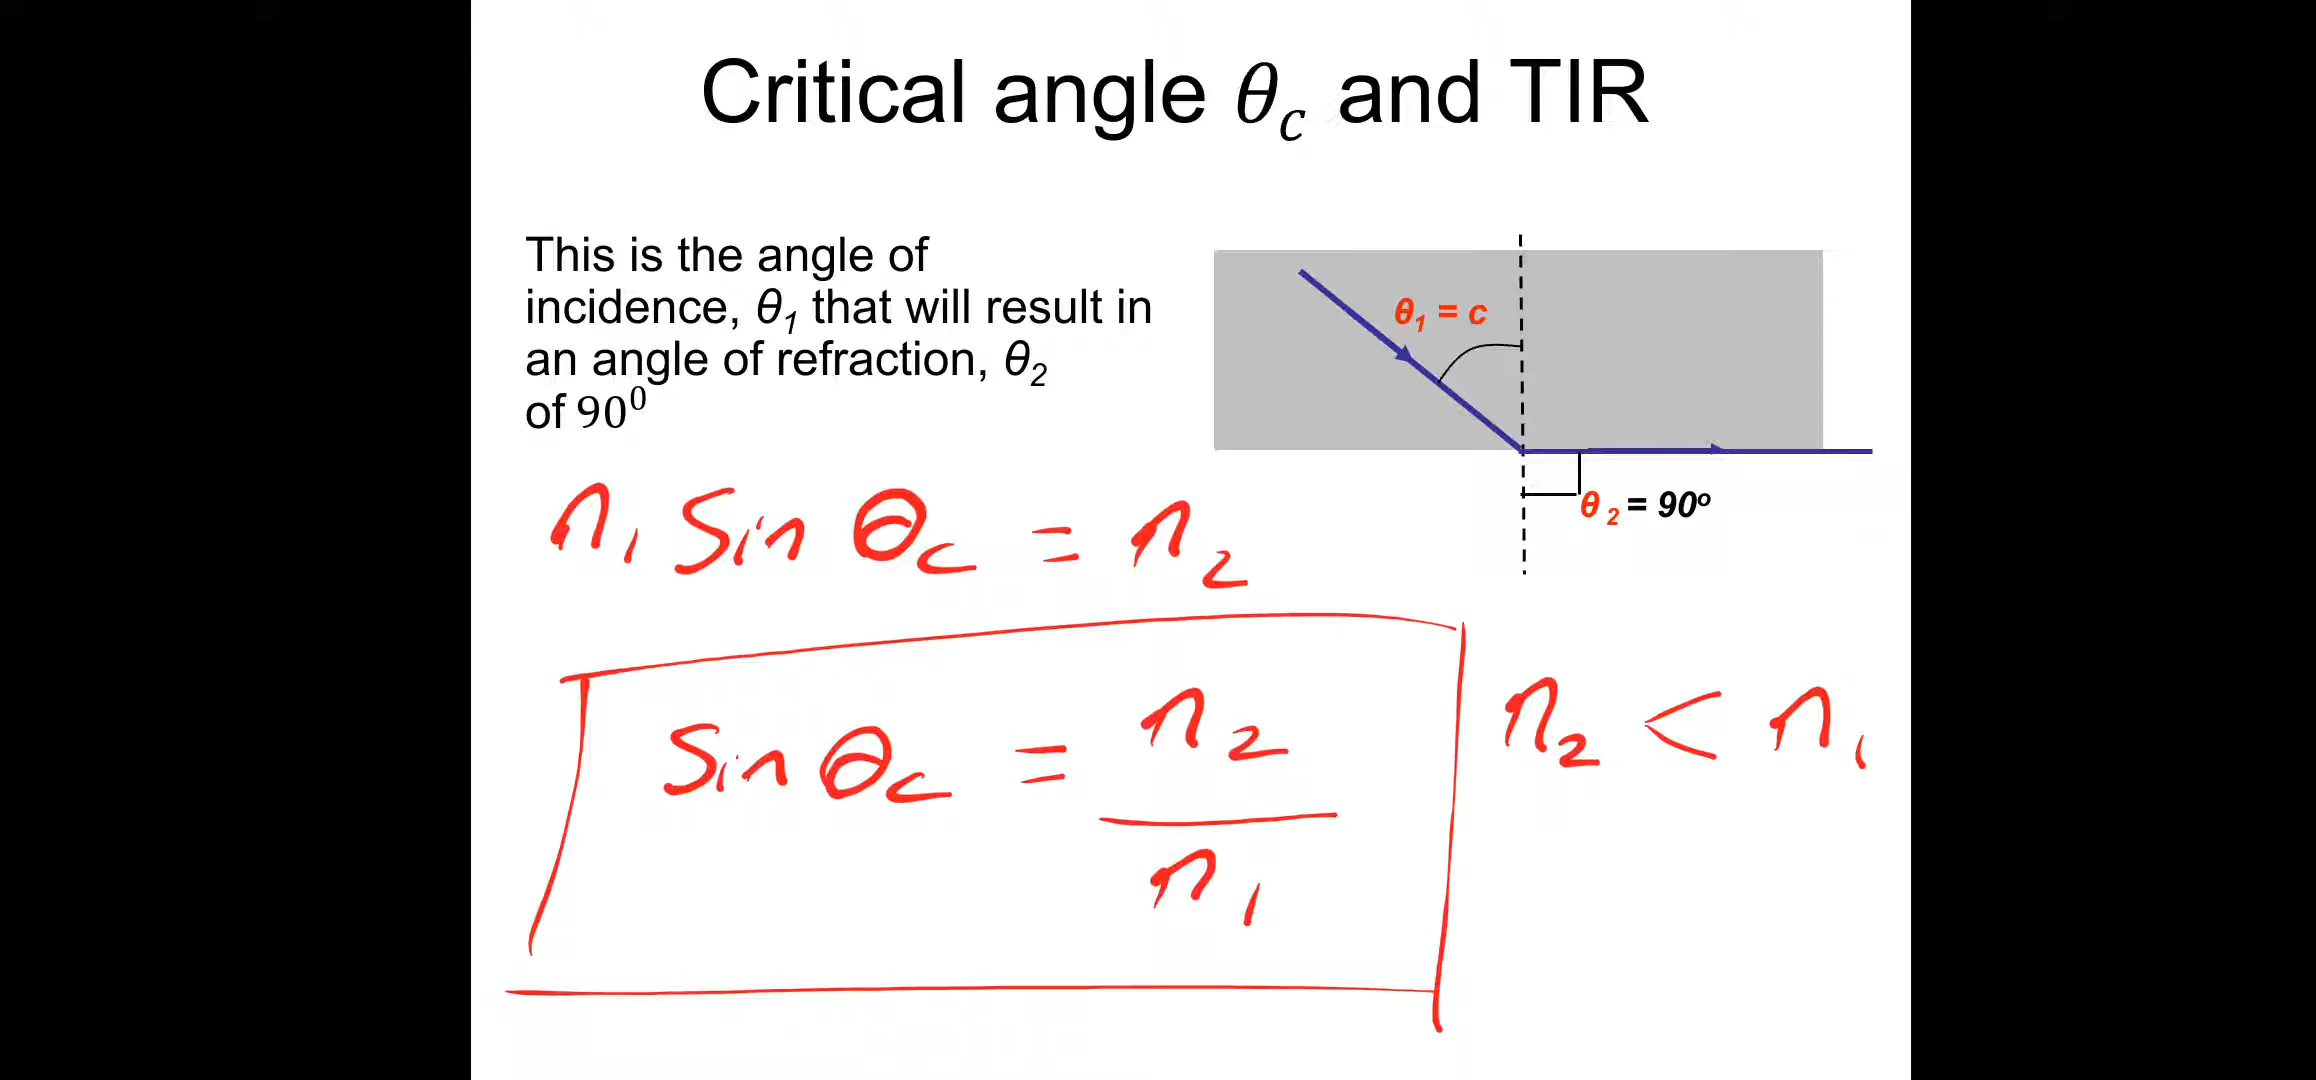 Critical angle θc and TIR
This is the angle of
incidence, θ1 that will result in
an angle of refraction, θ2
of 90⁰
θ1 = c
θ 2 = 90º
n1 Sin θc = n2
Sin θc = n2/n1
n2 < n1